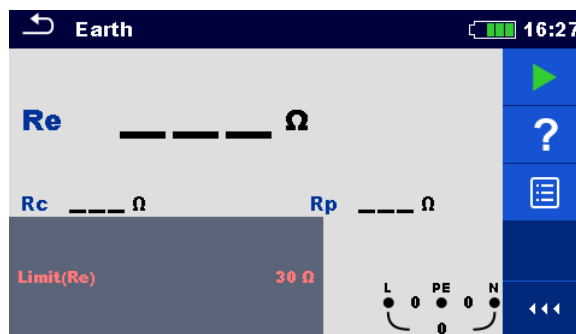 Earth 16:27
Re ___ Ω
?
Rc ___ Ω Rp ___ Ω
Limit(Re) 30 Ω
L PE N
0 0
0